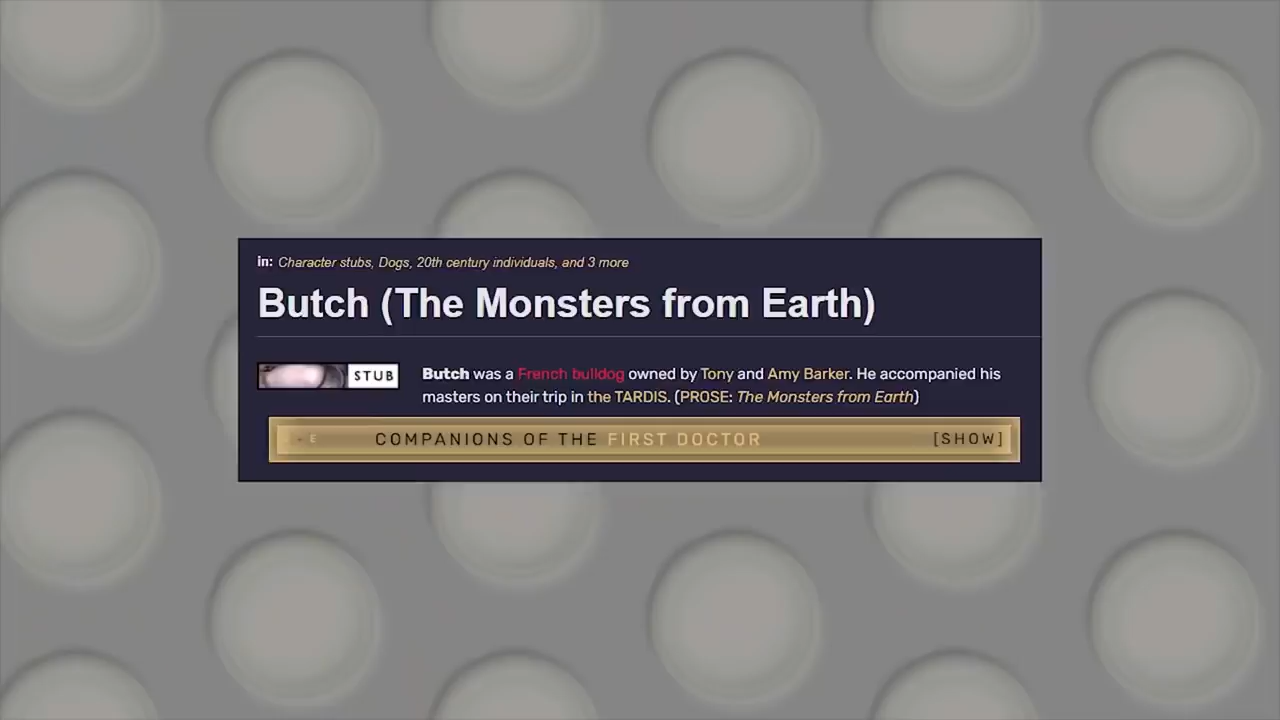 in: Character stubs, Dogs, 20th century individuals, and 3 more
Butch (The Monsters from Earth)
STUB
Butch was a French bulldog owned by Tony and Amy Barker. He accompanied his
masters on their trip in the TARDIS. (PROSE: The Monsters from Earth)
COMPANIONS OF THE FIRST DOCTOR [SHOW]